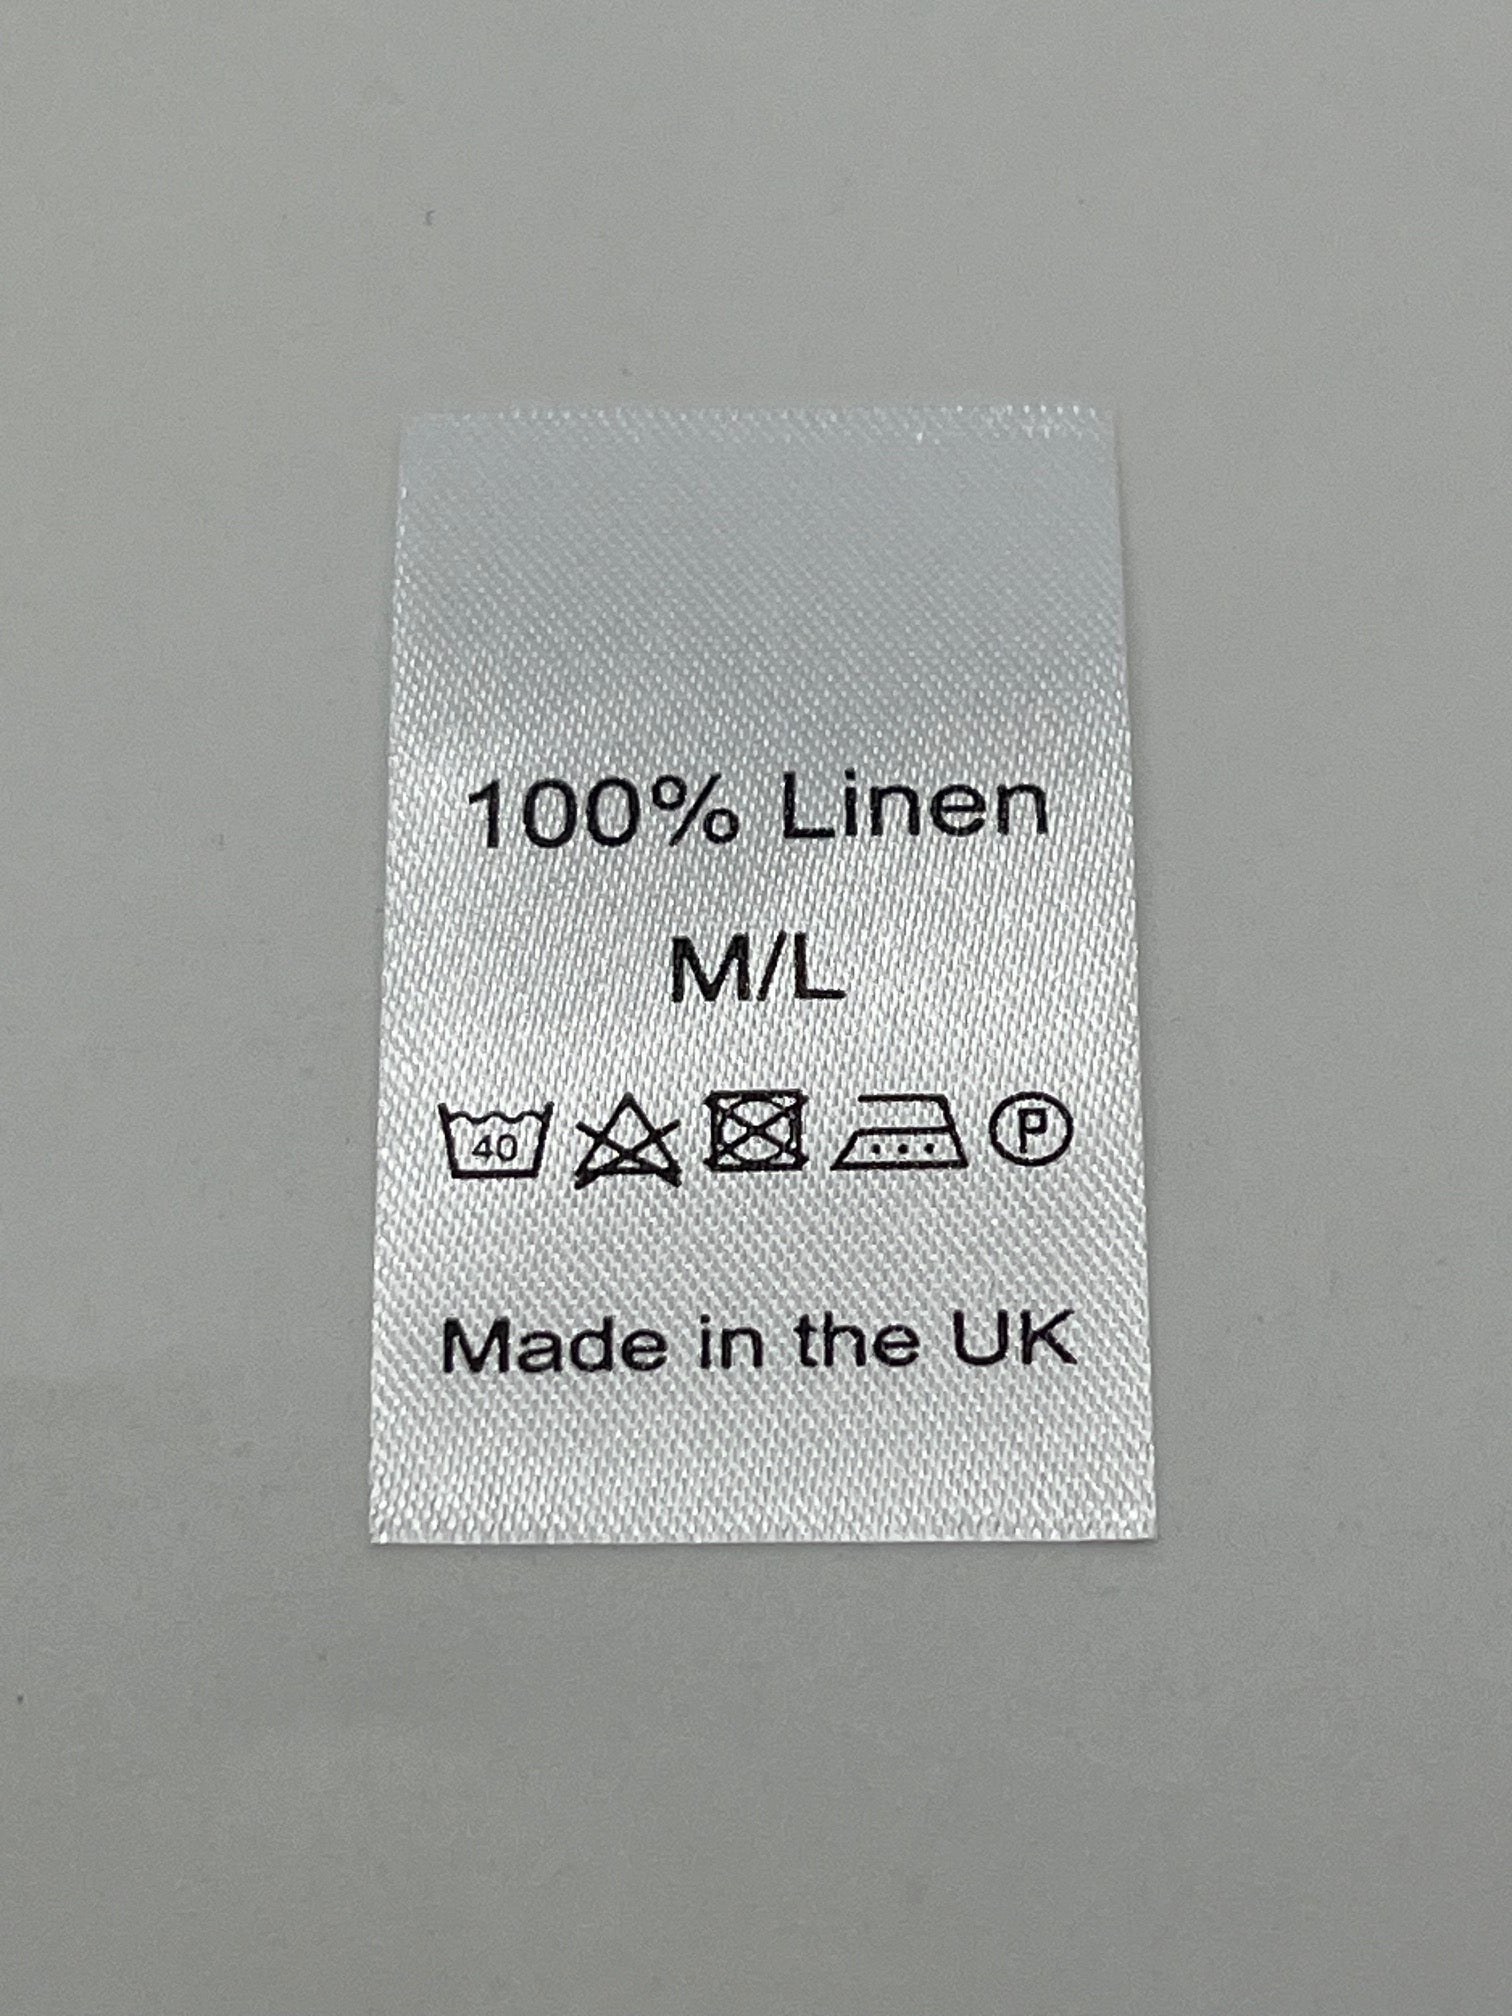 100% Linen
M/L
40 P
Made in the UK